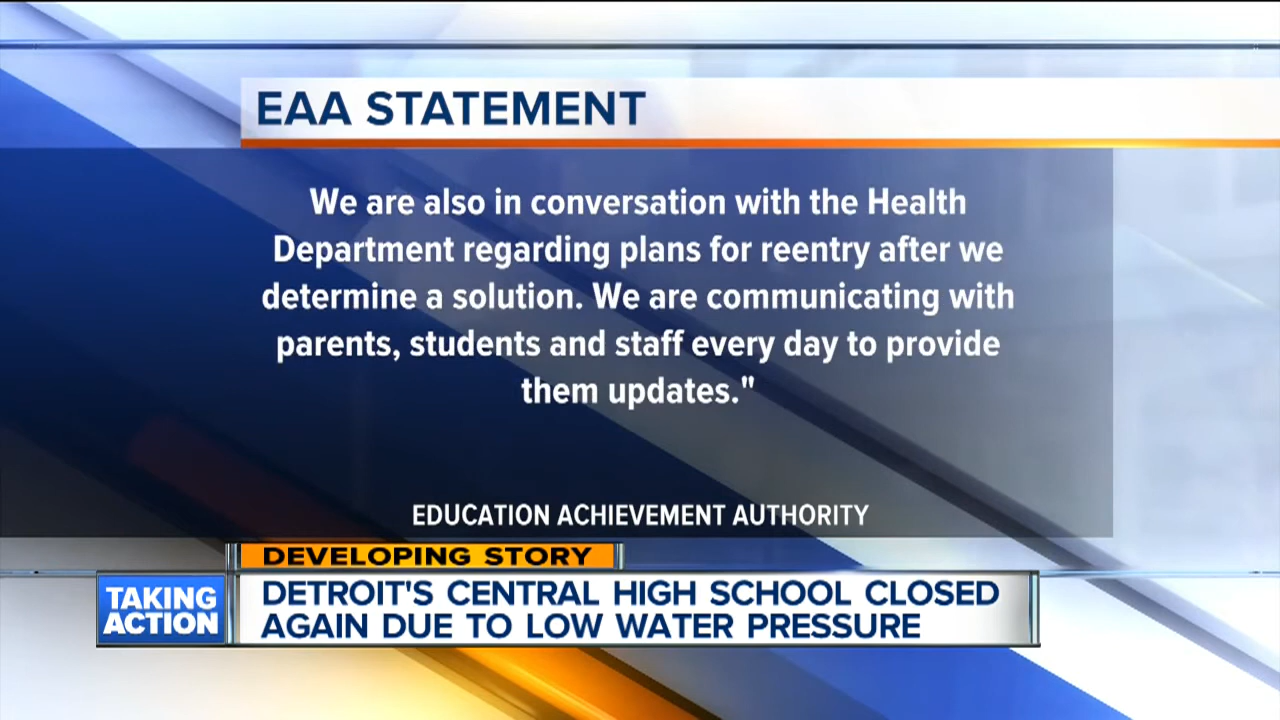 EAA STATEMENT
We are also in conversation with the Health
Department regarding plans for reentry after we
determine a solution. We are communicating with
parents, students and staff every day to provide
them updates."
EDUCATION ACHIEVEMENT AUTHORITY
DEVELOPING STORY
TAKING
ACTION
DETROIT'S CENTRAL HIGH SCHOOL CLOSED
AGAIN DUE TO LOW WATER PRESSURE